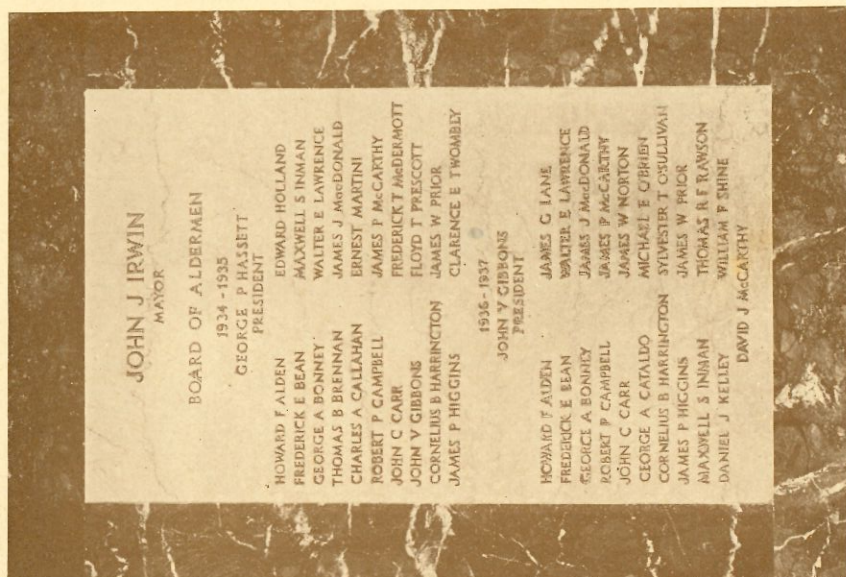 JOHN J IRWIN
MAYOR
BOARD OF ALDERMEN
1934 - 1935
GEORGE P HASSETT
PRESIDENT
HOWARD F ALDEN EDWARD HOLLAND
FREDERICK E BEAN MAXWELL S INMAN
GEORGE A BONNEY WALTER E LAWRENCE
THOMAS B BRENNAN JAMES J MacDONALD
CHARLES A CALLAHAN ERNEST MARTINI
ROBERT P CAMPBELL JAMES P McCARTHY
JOHN C CARR FREDERICK T McDERMOTT
JOHN V GIBBONS FLOYD T PRESCOTT
CORNELIUS B HARRINGTON JAMES W PRIOR
JAMES P HIGGINS CLARENCE E TWOMBLY
1936 - 1937
JOHN V GIBBONS
PRESIDENT
HOWARD F ALDEN JAMES G LANE
FREDERICK E BEAN WALTER E LAWRENCE
GEORGE A BONNEY JAMES J MacDONALD
ROBERT P CAMPBELL JAMES P McCARTHY
JOHN C CARR JAMES W NORTON
GEORGE A CATALDO MICHAEL E O'BRIEN
CORNELIUS B HARRINGTON SYLVESTER T O'SULLIVAN
JAMES P HIGGINS JAMES W PRIOR
MAXWELL S INMAN THOMAS R F RAWSON
DANIEL J KELLEY WILLIAM F SHINE
DAVID J McCARTHY